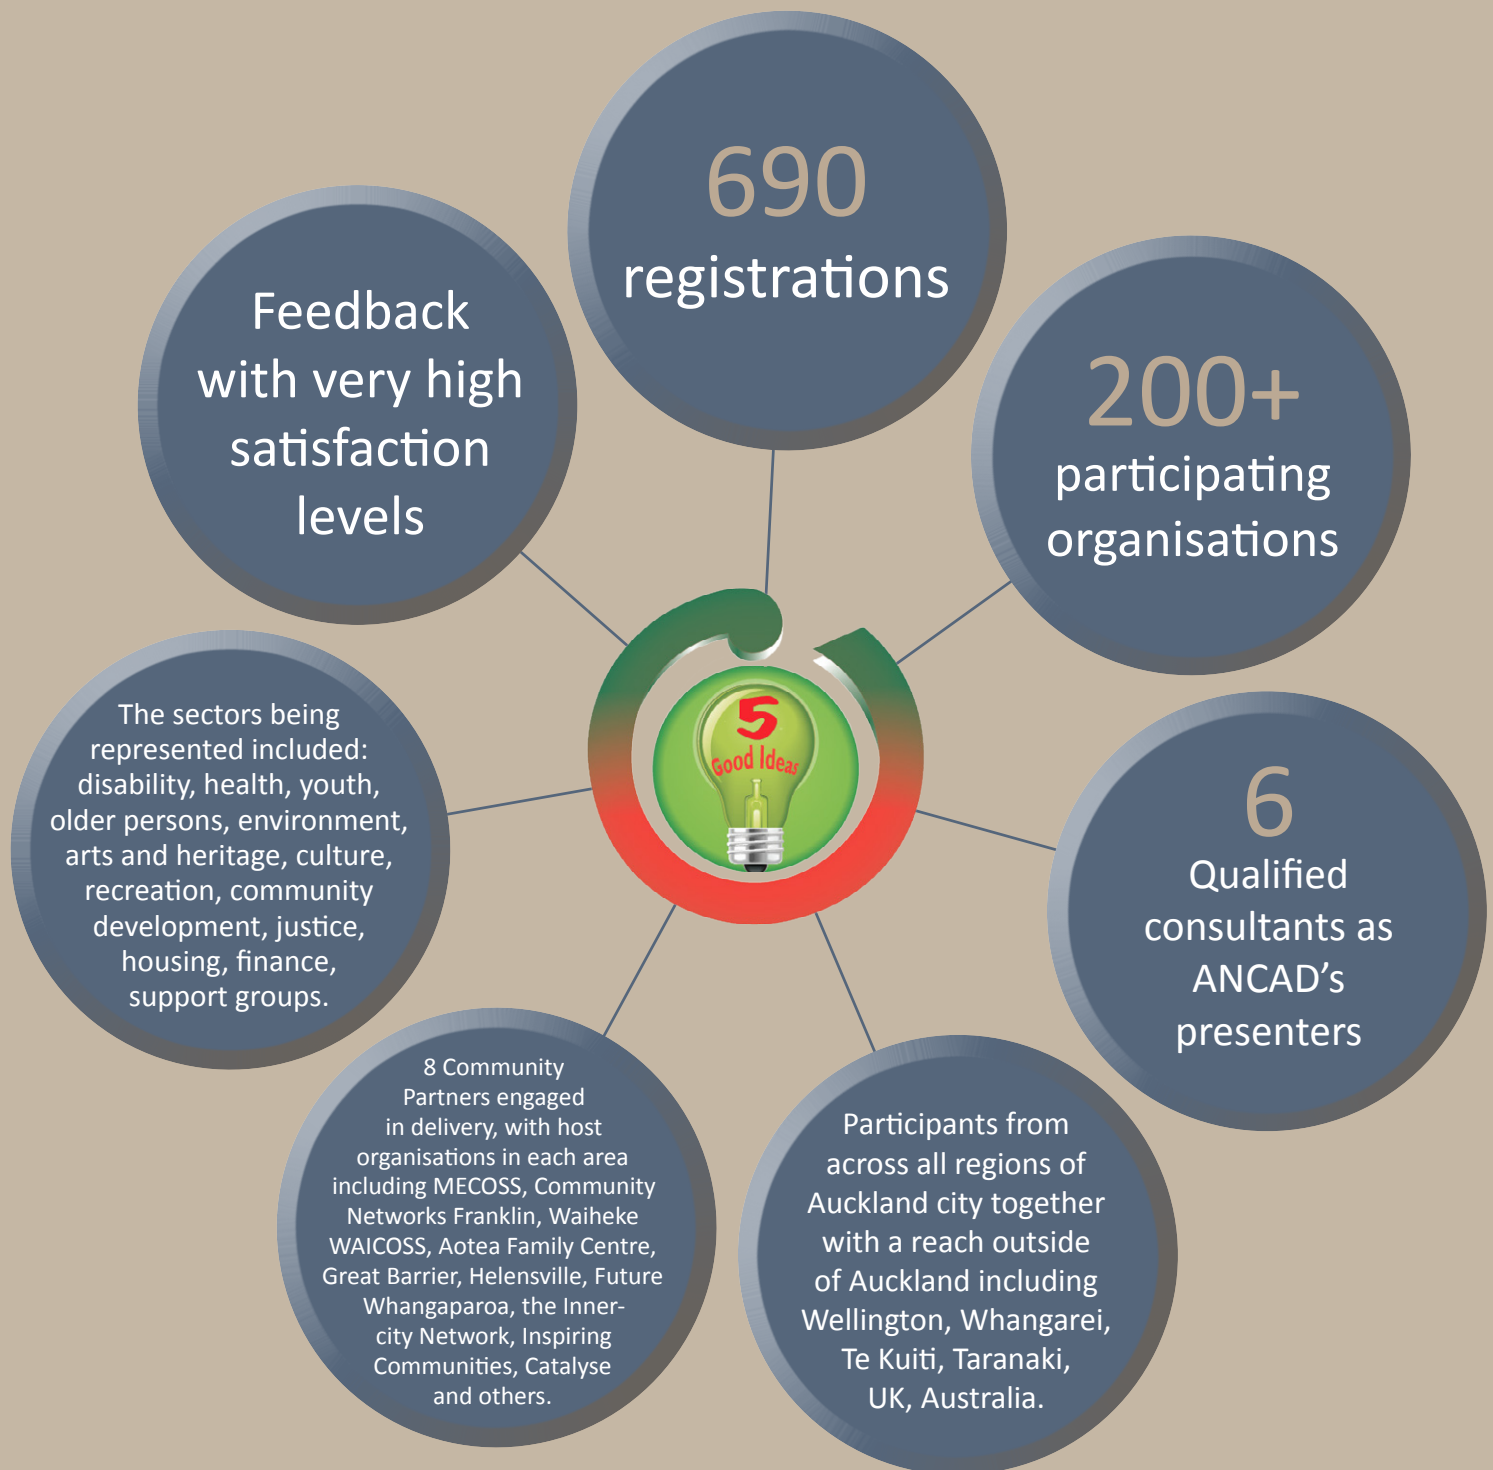 690
registrations
200+
participating
organisations
6
Qualified
consultants as
ANCAD’s
presenters
Participants from
across all regions of
Auckland city together
with a reach outside
of Auckland including
Wellington, Whangarei,
Te Kuiti, Taranaki,
UK, Australia.
8 Community
Partners engaged
in delivery, with host
organisations in each area
including MECOSS, Community
Networks Franklin, Waiheke
WAICOSS, Aotea Family Centre,
Great Barrier, Helensville, Future
Whangaparoa, the Inner-
city Network, Inspiring
Communities, Catalyse
and others.
The sectors being
represented included:
disability, health, youth,
older persons, environment,
arts and heritage, culture,
recreation, community
development, justice,
housing, finance,
support groups.
Feedback
with very high
satisfaction
levels
5
Good Ideas